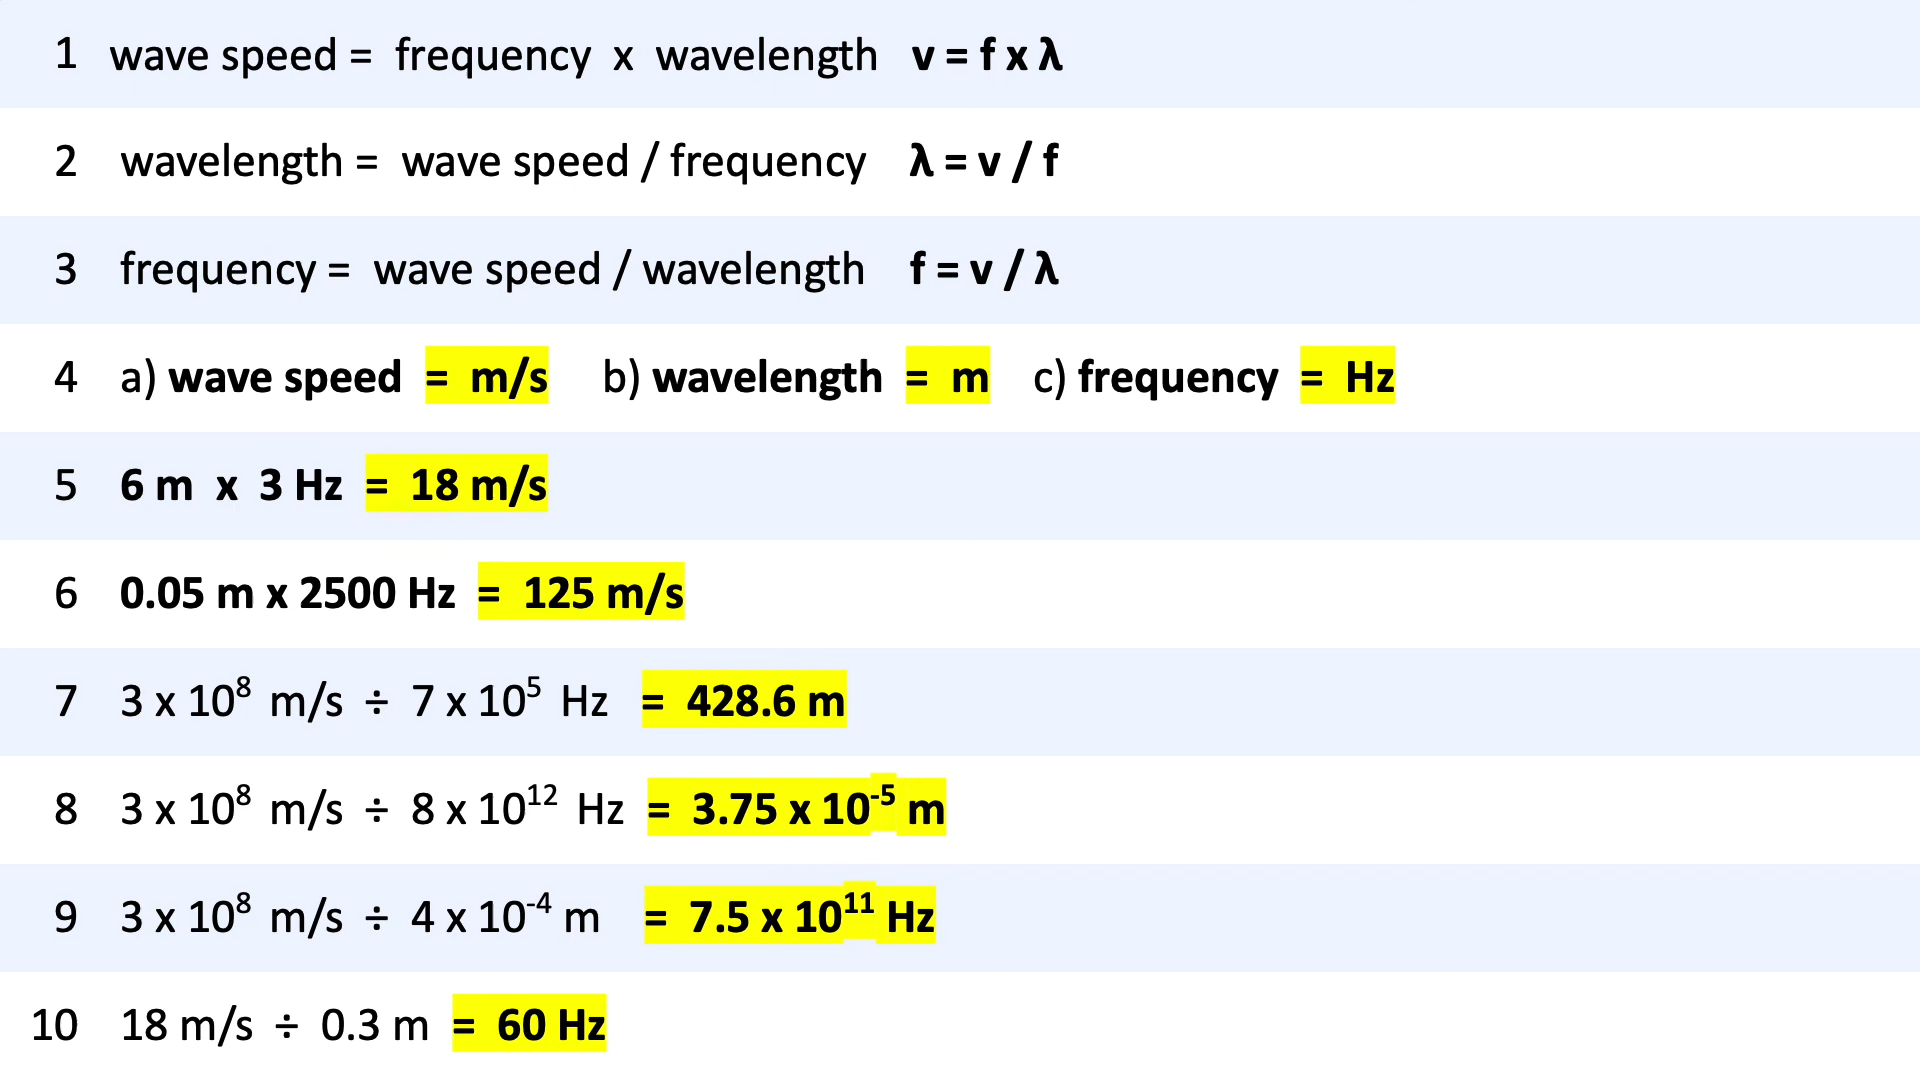 1 wave speed = frequency x wavelength v = f x λ
2 wavelength = wave speed / frequency λ = v / f
3 frequency = wave speed / wavelength f = v / λ
4 a) wave speed = m/s b) wavelength = m c) frequency = Hz
5 6 m x 3 Hz = 18 m/s
6 0.05 m x 2500 Hz = 125 m/s
7 3 x 10⁸ m/s ÷ 7 x 10⁵ Hz = 428.6 m
8 3 x 10⁸ m/s ÷ 8 x 10¹² Hz = 3.75 x 10⁻⁵ m
9 3 x 10⁸ m/s ÷ 4 x 10⁻⁴ m = 7.5 x 10¹¹ Hz
10 18 m/s ÷ 0.3 m = 60 Hz